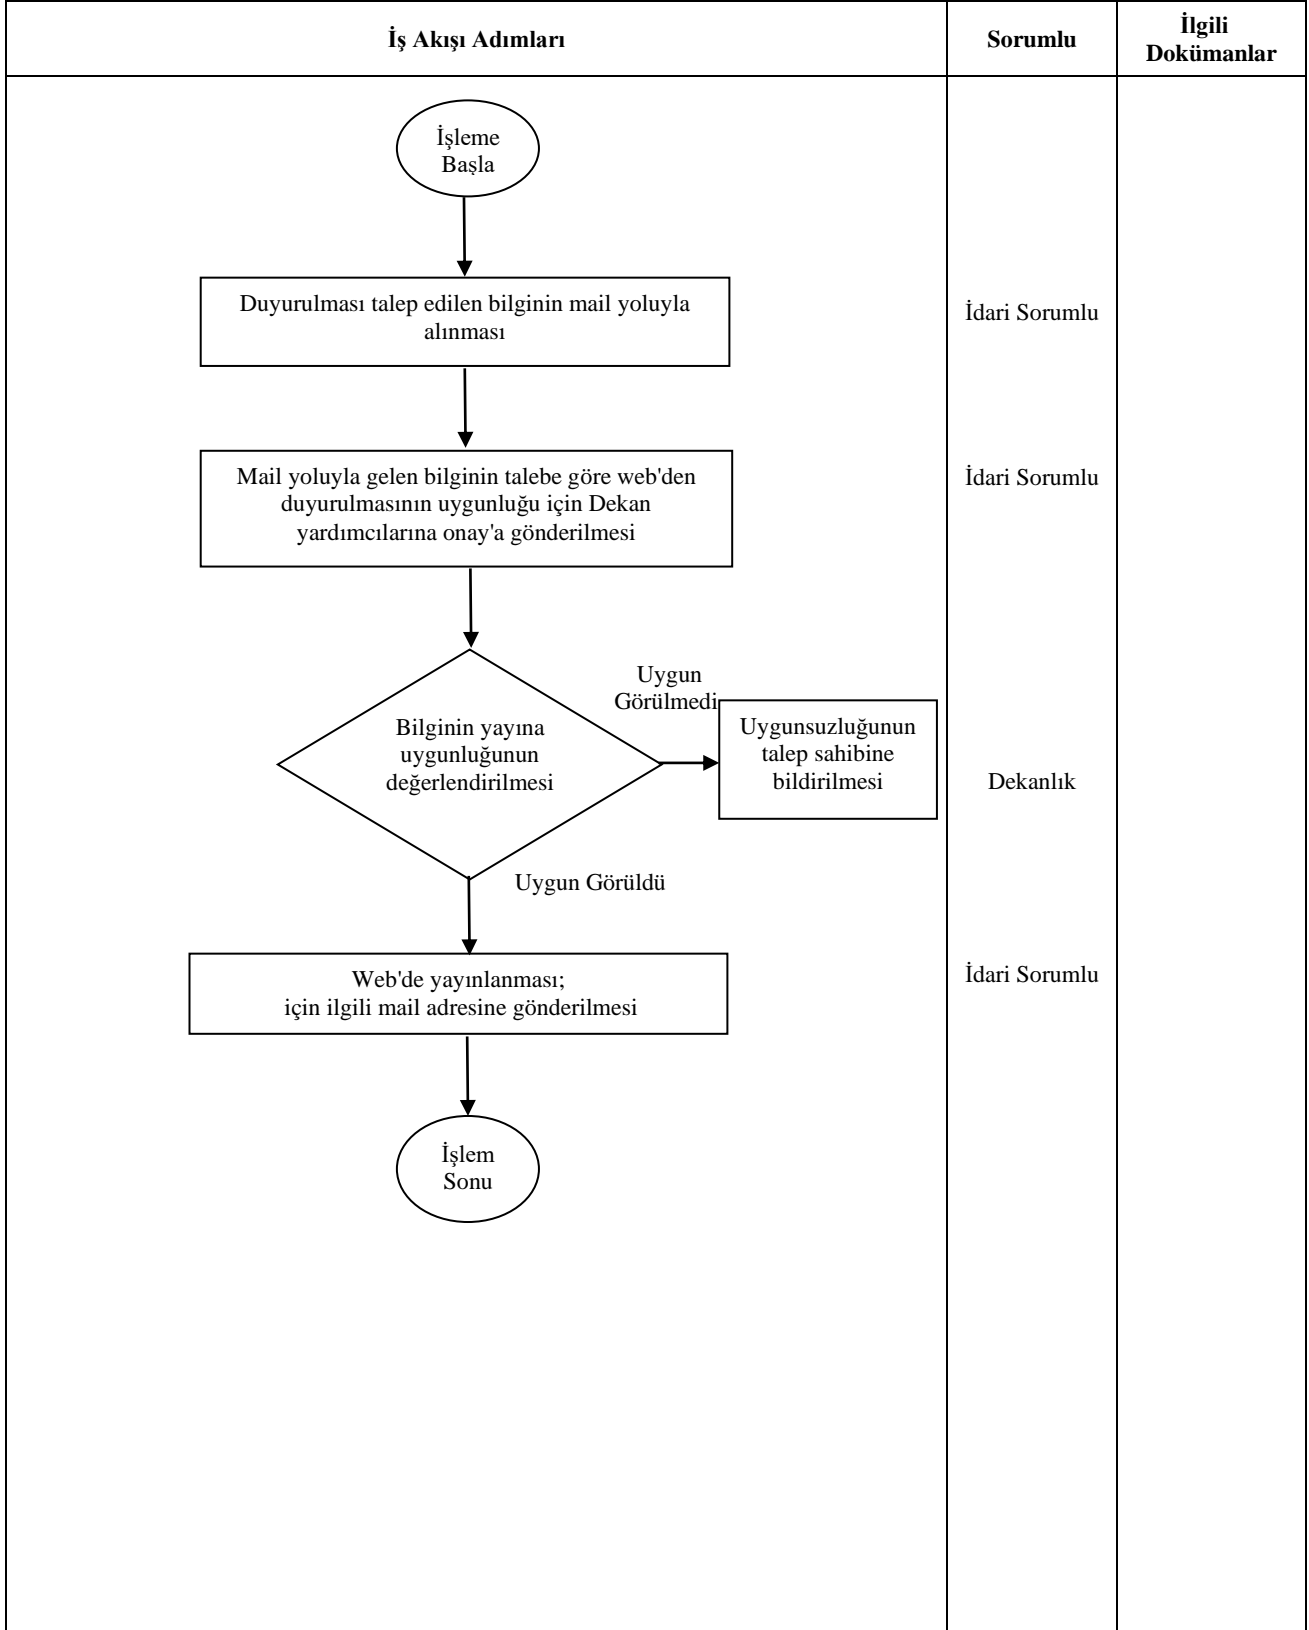 İş Akışı Adımları
Sorumlu
İlgili
Dokümanlar
İşleme
Başla
Duyurulması talep edilen bilginin mail yoluyla
alınması
İdari Sorumlu
Mail yoluyla gelen bilginin talebe göre web'den
duyurulmasının uygunluğu için Dekan
yardımcılarına onay'a gönderilmesi
İdari Sorumlu
Bilginin yayına
uygunluğunun
değerlendirilmesi
Uygun
Görülmedi
Uygunsuzluğunun
talep sahibine
bildirilmesi
Dekanlık
Uygun Görüldü
Web'de yayınlanması;
için ilgili mail adresine gönderilmesi
İdari Sorumlu
İşlem
Sonu